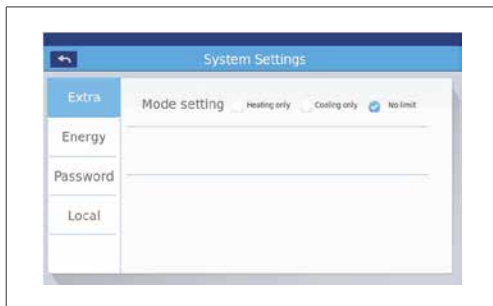 System Settings
Extra
Mode setting Heating only Cooling only No limit
Energy
Password
Local